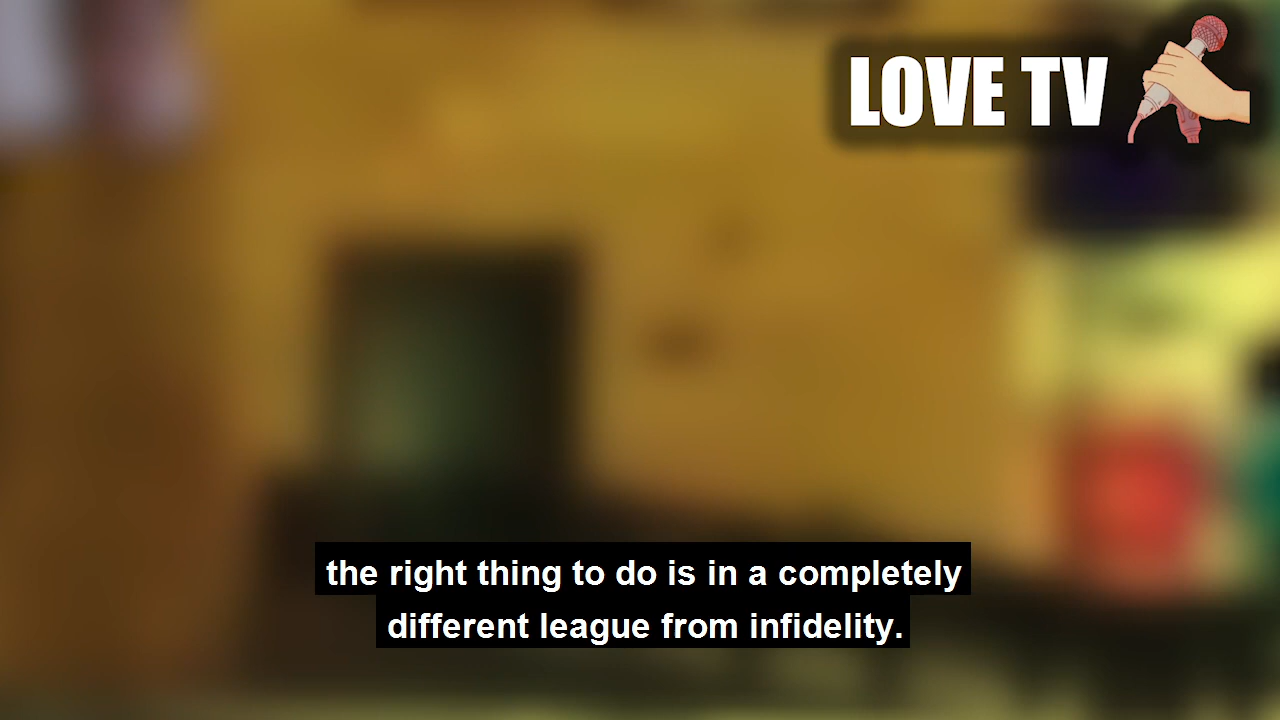 LOVE TV
the right thing to do is in a completely
different league from infidelity.